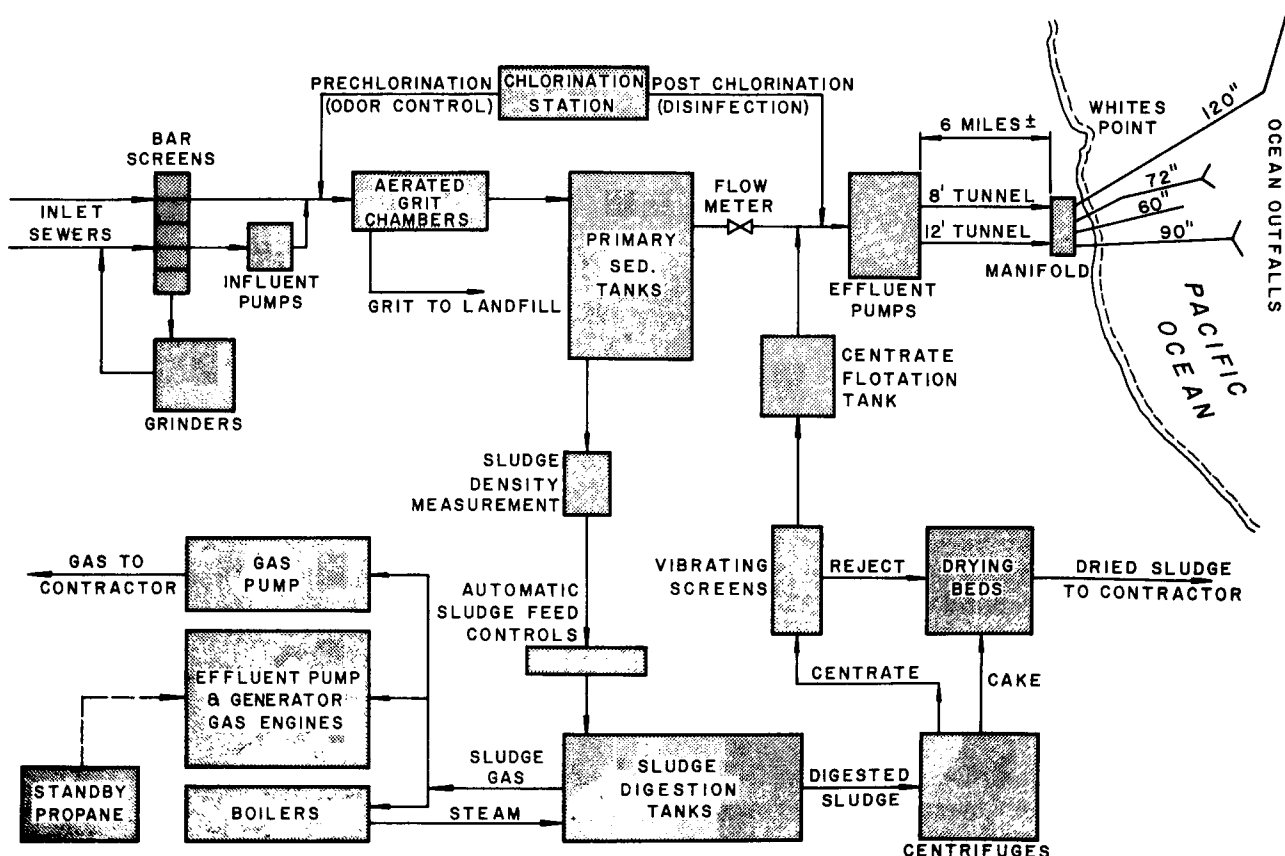 PRECHLORINATION
(ODOR CONTROL)
CHLORINATION
STATION
POST CHLORINATION
(DISINFECTION)
BAR
SCREENS
INLET
SEWERS
INFLUENT
PUMPS
GRINDERS
AERATED
GRIT
CHAMBERS
GRIT TO LANDFILL
PRIMARY
SED.
TANKS
FLOW
METER
EFFLUENT
PUMPS
6 MILES ±
8' TUNNEL
12' TUNNEL
MANIFOLD
WHITES
POINT
120"
72"
60"
90"
OCEAN OUTFALLS
PACIFIC
OCEAN
CENTRATE
FLOTATION
TANK
SLUDGE
DENSITY
MEASUREMENT
GAS TO
CONTRACTOR
GAS
PUMP
AUTOMATIC
SLUDGE FEED
CONTROLS
VIBRATING
SCREENS
REJECT
DRYING
BEDS
DRIED SLUDGE
TO CONTRACTOR
EFFLUENT PUMP
& GENERATOR
GAS ENGINES
CENTRATE
CAKE
STANDBY
PROPANE
BOILERS
SLUDGE
GAS
STEAM
SLUDGE
DIGESTION
TANKS
DIGESTED
SLUDGE
CENTRIFUGES